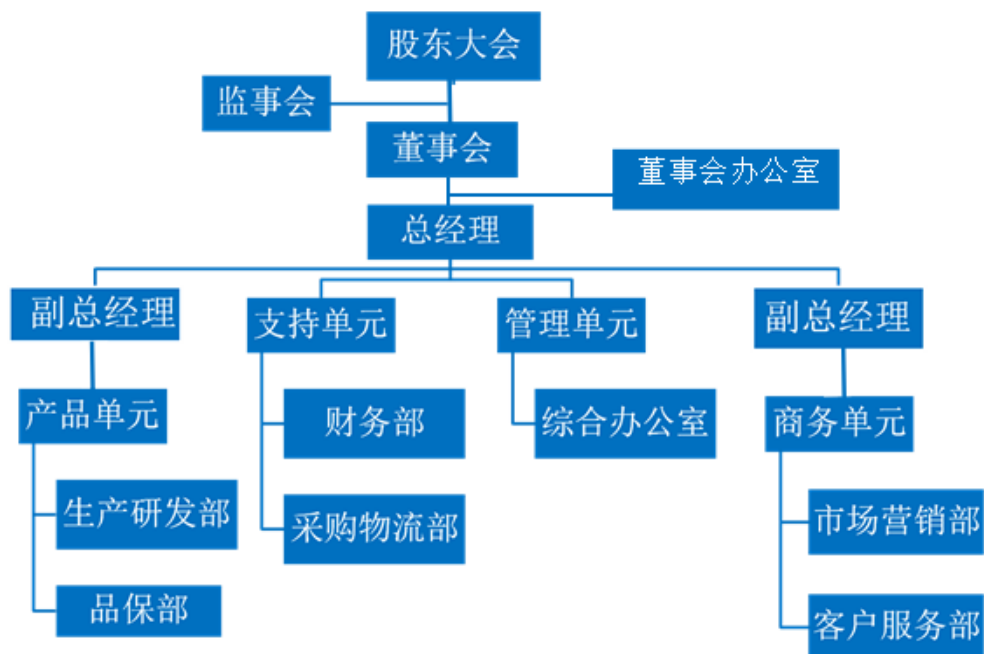 股东大会
监事会
董事会
董事会办公室
总经理
副总经理
支持单元
管理单元
副总经理
产品单元
财务部
综合办公室
商务单元
生产研发部
采购物流部
市场营销部
品保部
客户服务部